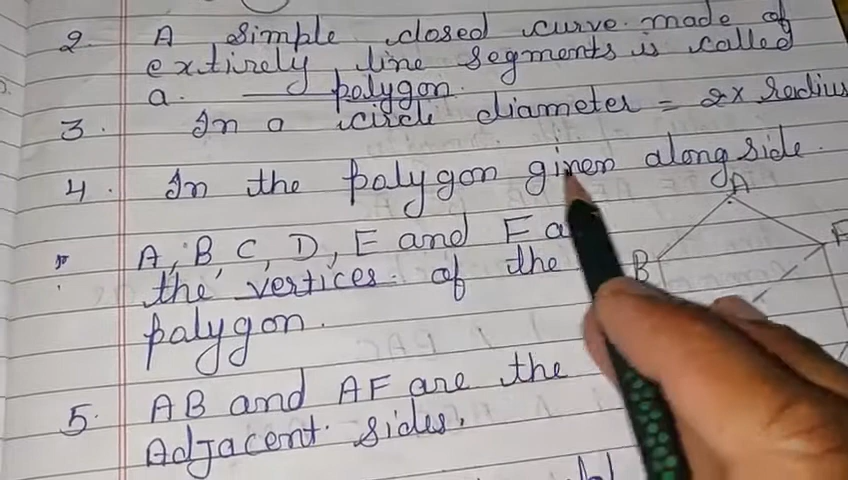 2. A simple closed curve made of
extirely line segments is called
a. polygon.
3. In a circle diameter = 2x radius
4. In the polygon given along side.
A, B, C, D, E and F a
the vertices of the
polygon.
5. AB and AF are the
Adjacent sides.
A
B
F